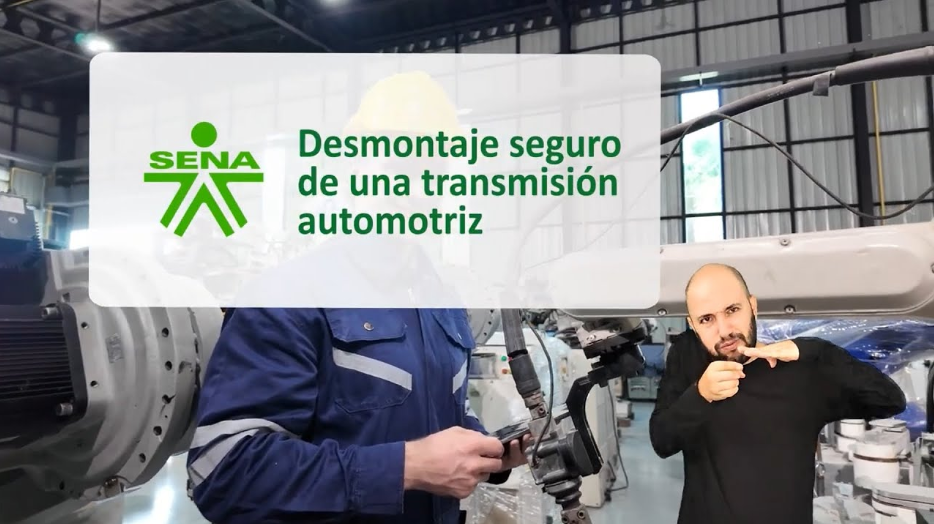 SENA
Desmontaje seguro
de una transmisión
automotriz